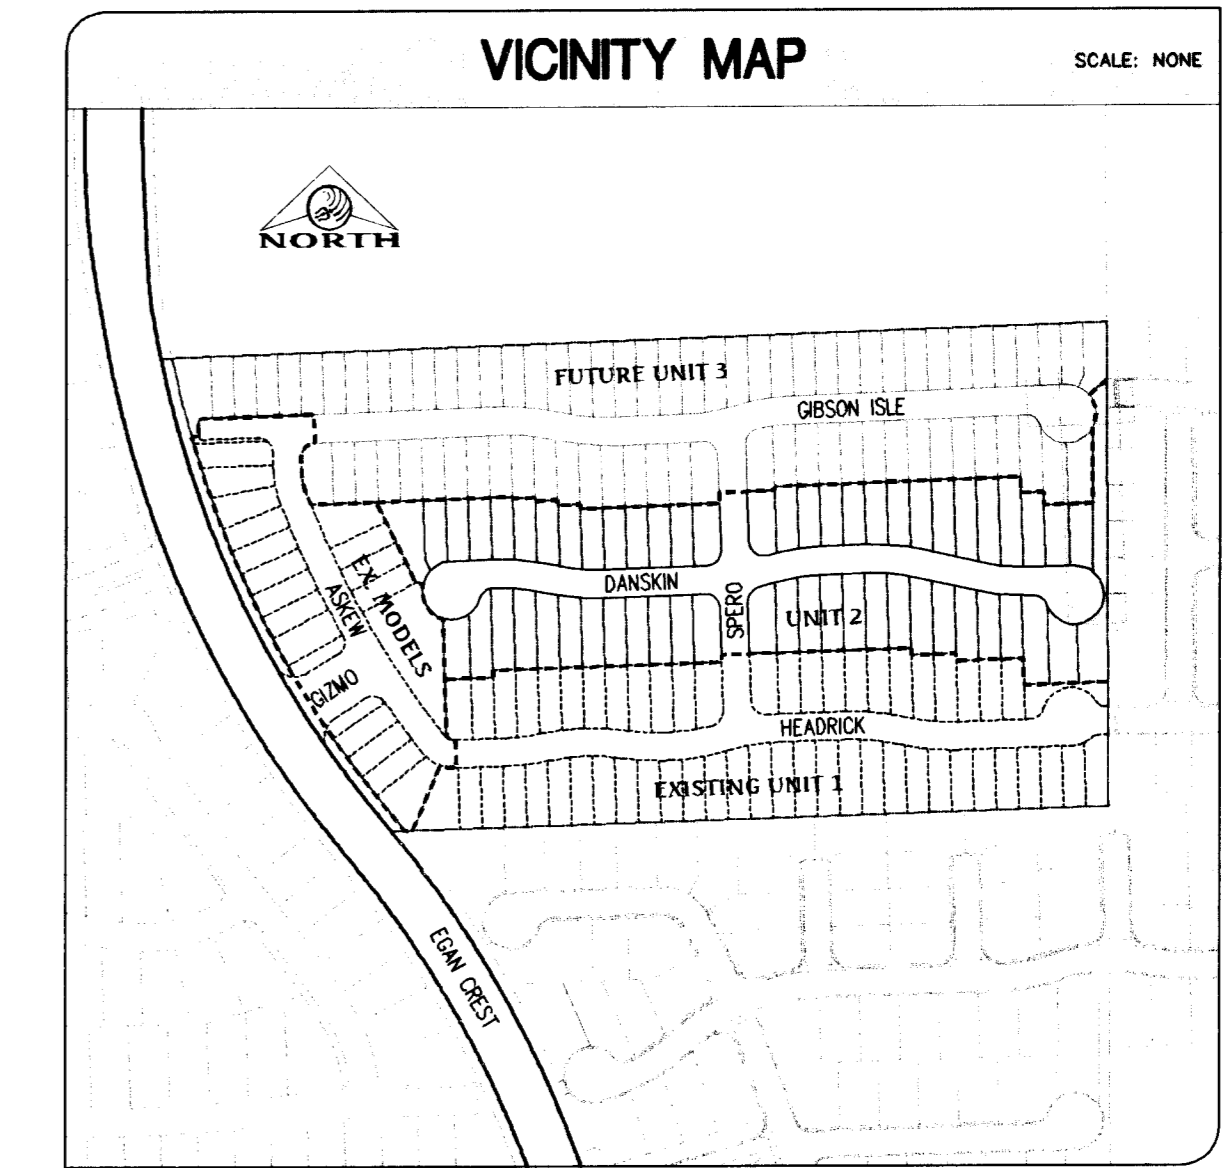 VICINITY MAP
SCALE: NONE
NORTH
FUTURE UNIT 3
GIBSON ISLE
EX. MODELS
ASKEW
DANSKIN
SPERO
UNIT 2
GIZMO
HEADRICK
EXISTING UNIT 1
EGAN CREST